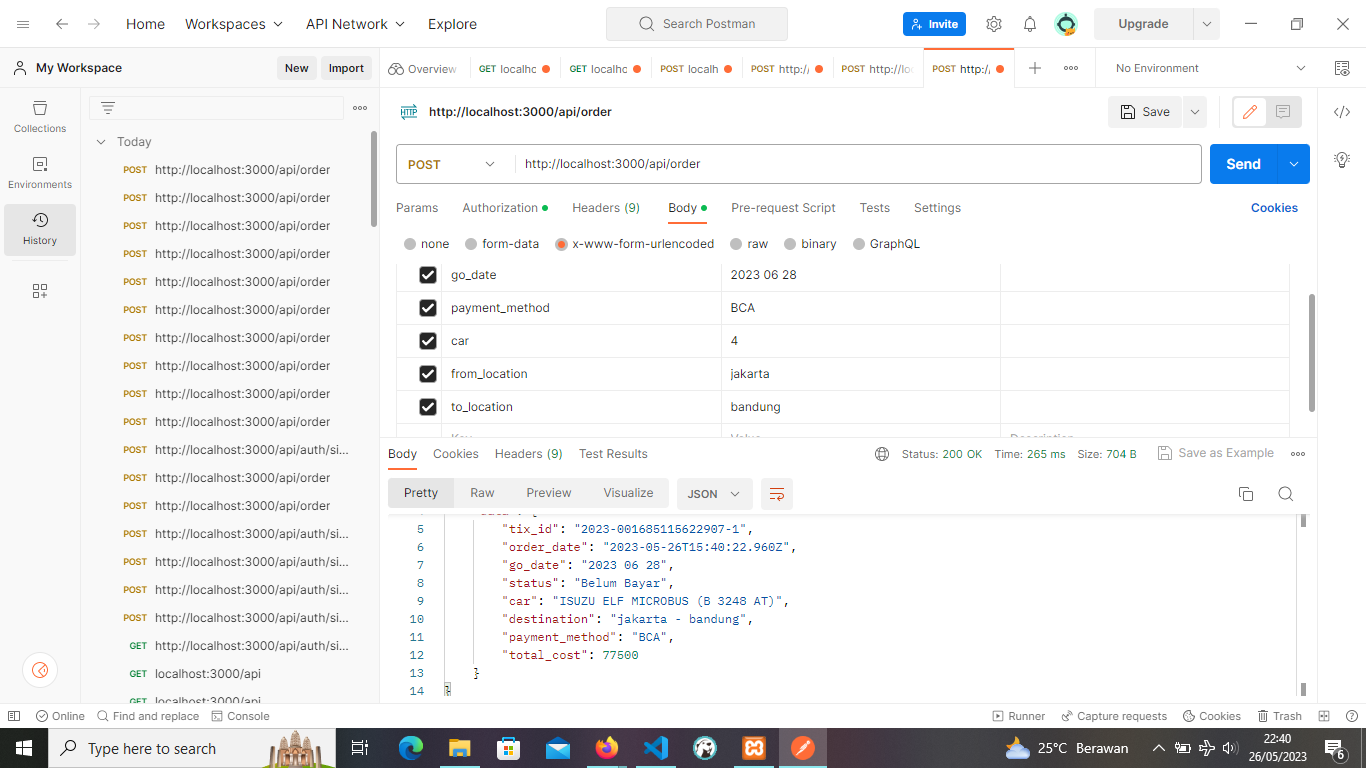 Home Workspaces API Network Explore Search Postman Invite Upgrade
My Workspace New Import Overview GET localhc GET localhc POST localh POST http:/ POST http://loc POST http:/ No Environment
Collections
Environments
History
Today
POST http://localhost:3000/api/order
POST http://localhost:3000/api/order
POST http://localhost:3000/api/order
POST http://localhost:3000/api/order
POST http://localhost:3000/api/order
POST http://localhost:3000/api/order
POST http://localhost:3000/api/order
POST http://localhost:3000/api/order
POST http://localhost:3000/api/order
POST http://localhost:3000/api/order
POST http://localhost:3000/api/auth/si...
POST http://localhost:3000/api/order
POST http://localhost:3000/api/order
POST http://localhost:3000/api/auth/si...
POST http://localhost:3000/api/auth/si...
POST http://localhost:3000/api/auth/si...
POST http://localhost:3000/api/auth/si...
GET http://localhost:3000/api/auth/si...
GET localhost:3000/api
GET localhost:3000/api
HTTP http://localhost:3000/api/order Save
POST http://localhost:3000/api/order Send
Params Authorization Headers (9) Body Pre-request Script Tests Settings Cookies
none form-data x-www-form-urlencoded raw binary GraphQL
go_date 2023 06 28
payment_method BCA
car 4
from_location jakarta
to_location bandung
Key Value Description
Body Cookies Headers (9) Test Results Status: 200 OK Time: 265 ms Size: 704 B Save as Example
Pretty Raw Preview Visualize JSON
4 "data": {
5 "tix_id": "2023-001685115622907-1",
6 "order_date": "2023-05-26T15:40:22.960Z",
7 "go_date": "2023 06 28",
8 "status": "Belum Bayar",
9 "car": "ISUZU ELF MICROBUS (B 3248 AT)",
10 "destination": "jakarta - bandung",
11 "payment_method": "BCA",
12 "total_cost": 77500
13 }
14 }
Online Find and replace Console Runner Capture requests Cookies Trash
Type here to search 25°C Berawan 22:40
26/05/2023 6